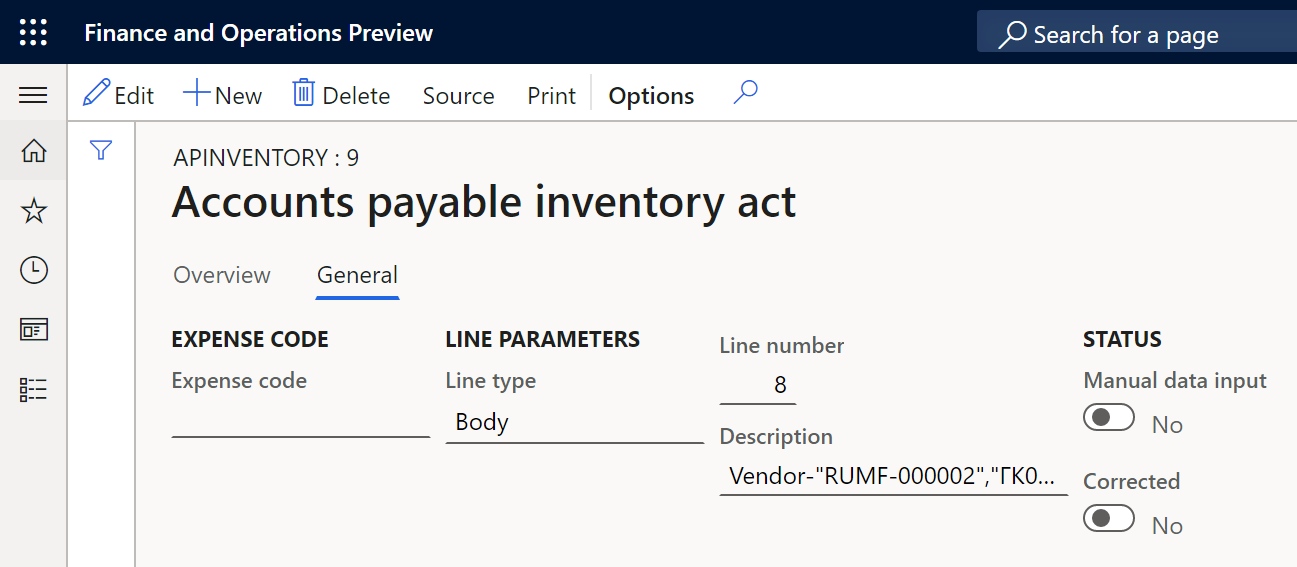 Finance and Operations Preview
Search for a page
Edit New Delete Source Print Options
APINVENTORY : 9
Accounts payable inventory act
Overview General
EXPENSE CODE
Expense code
LINE PARAMETERS
Line type
Body
Line number
8
Description
Vendor-"RUMF-000002","ГК0...
STATUS
Manual data input
No
Corrected
No